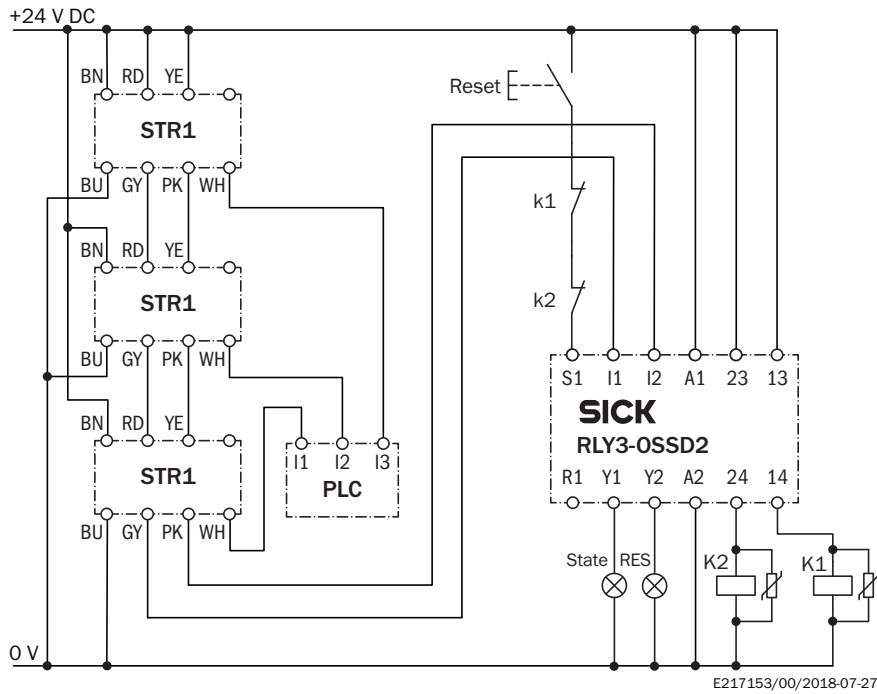 +24 V DC
BN RD YE
STR1
BU GY PK WH
Reset
k1
BN RD YE
STR1
BU GY PK WH
k2
S1 I1 I2 A1 23 13
SICK
RLY3-OSSD2
R1 Y1 Y2 A2 24 14
BN RD YE
STR1
BU GY PK WH
I1 I2 I3
PLC
State RES K2 K1
0 V
E217153/00/2018-07-27